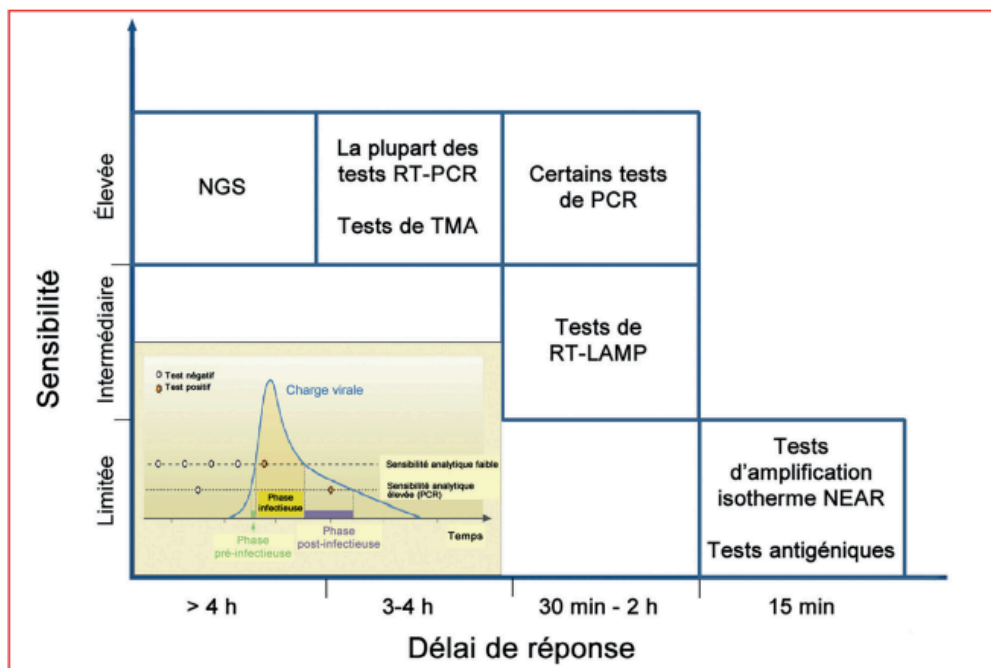 Sensibilité
Élevée
Intermédiaire
Limitée
NGS
La plupart des
tests RT-PCR
Tests de TMA
Certains tests
de PCR
Tests de
RT-LAMP
Tests
d'amplification
isotherme NEAR
Tests antigéniques
Test négatif
Test positif
Charge virale
Sensibilité analytique faible
Sensibilité analytique
élevée (PCR)
Phase
infectieuse
Phase
pré-infectieuse
Phase
post-infectieuse
Temps
> 4 h
3-4 h
30 min - 2 h
15 min
Délai de réponse